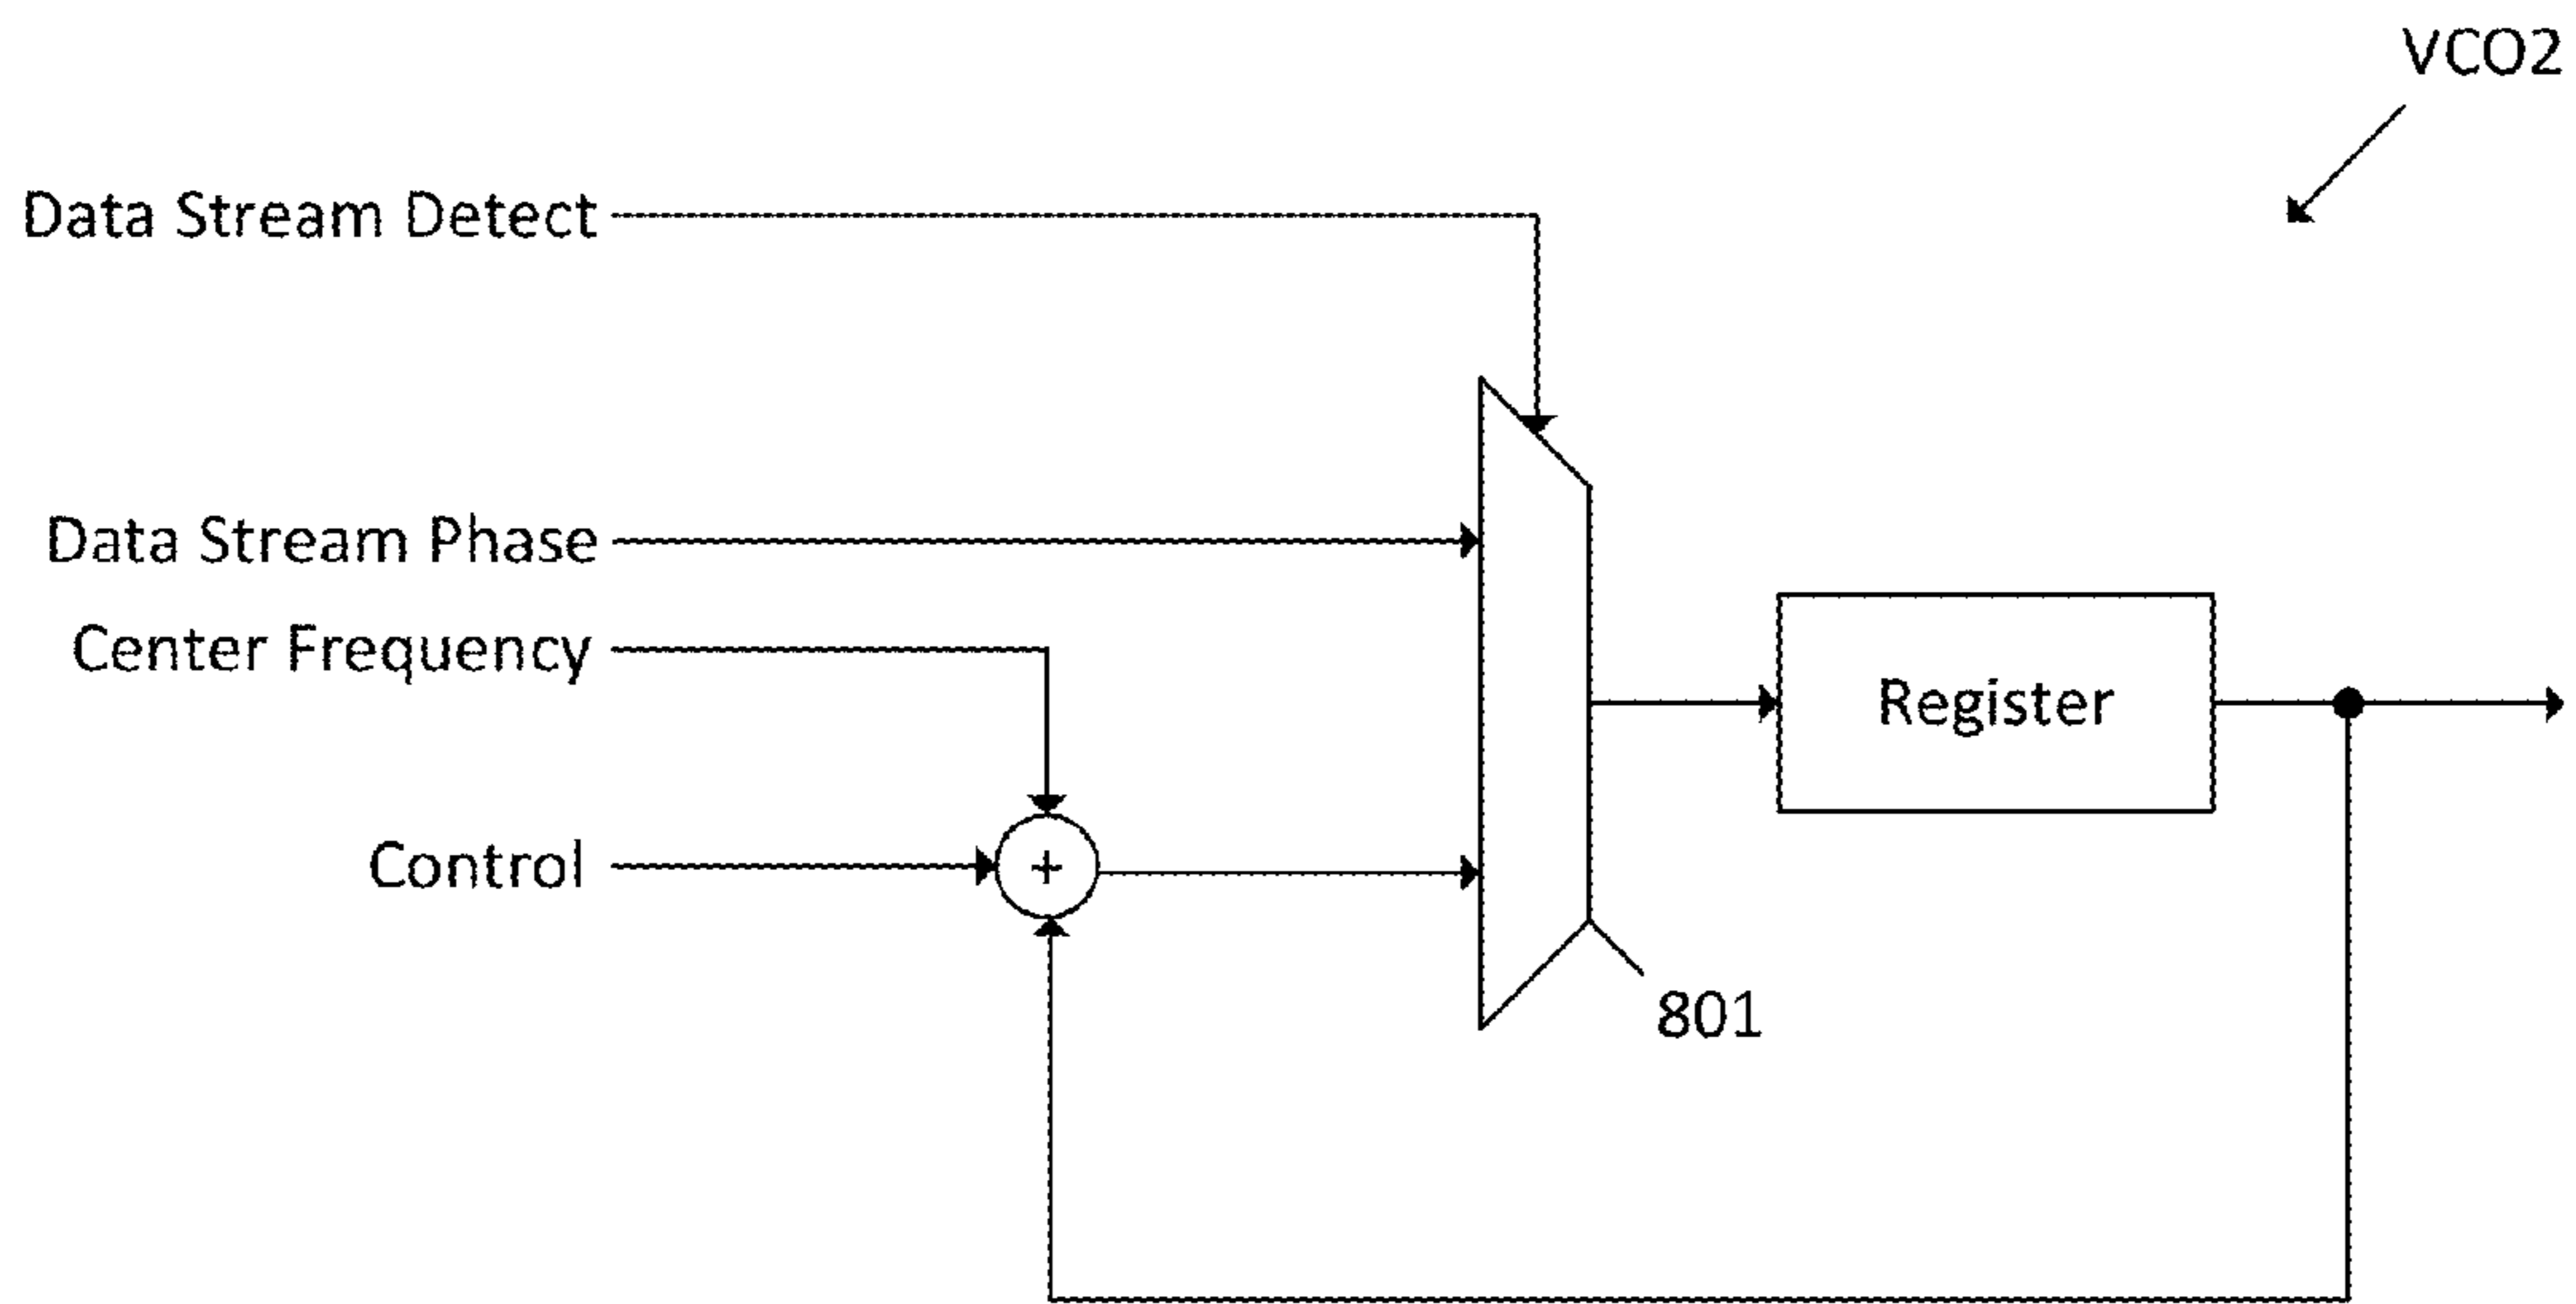 VCO2
Data Stream Detect
Data Stream Phase
Center Frequency
Register
Control
+
801